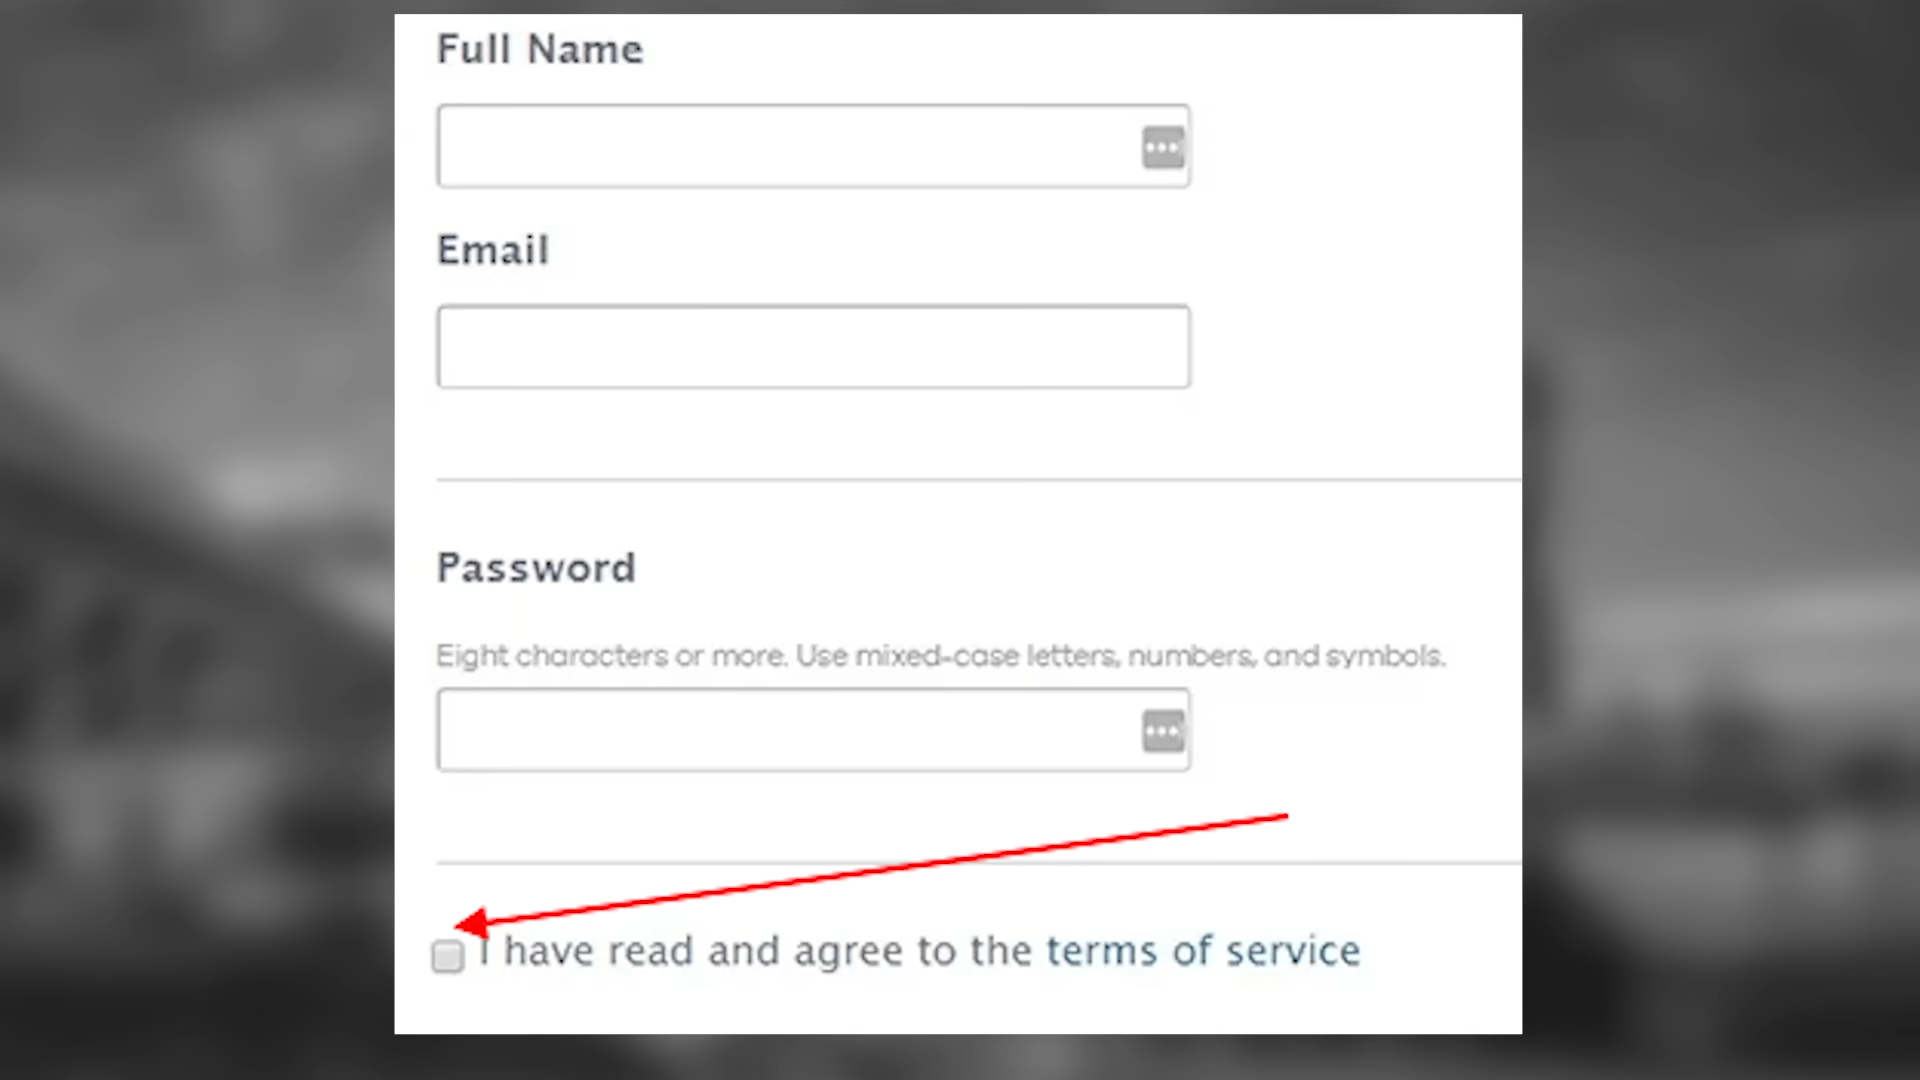 Full Name
Email
Password
Eight characters or more. Use mixed-case letters, numbers, and symbols.
I have read and agree to the terms of service